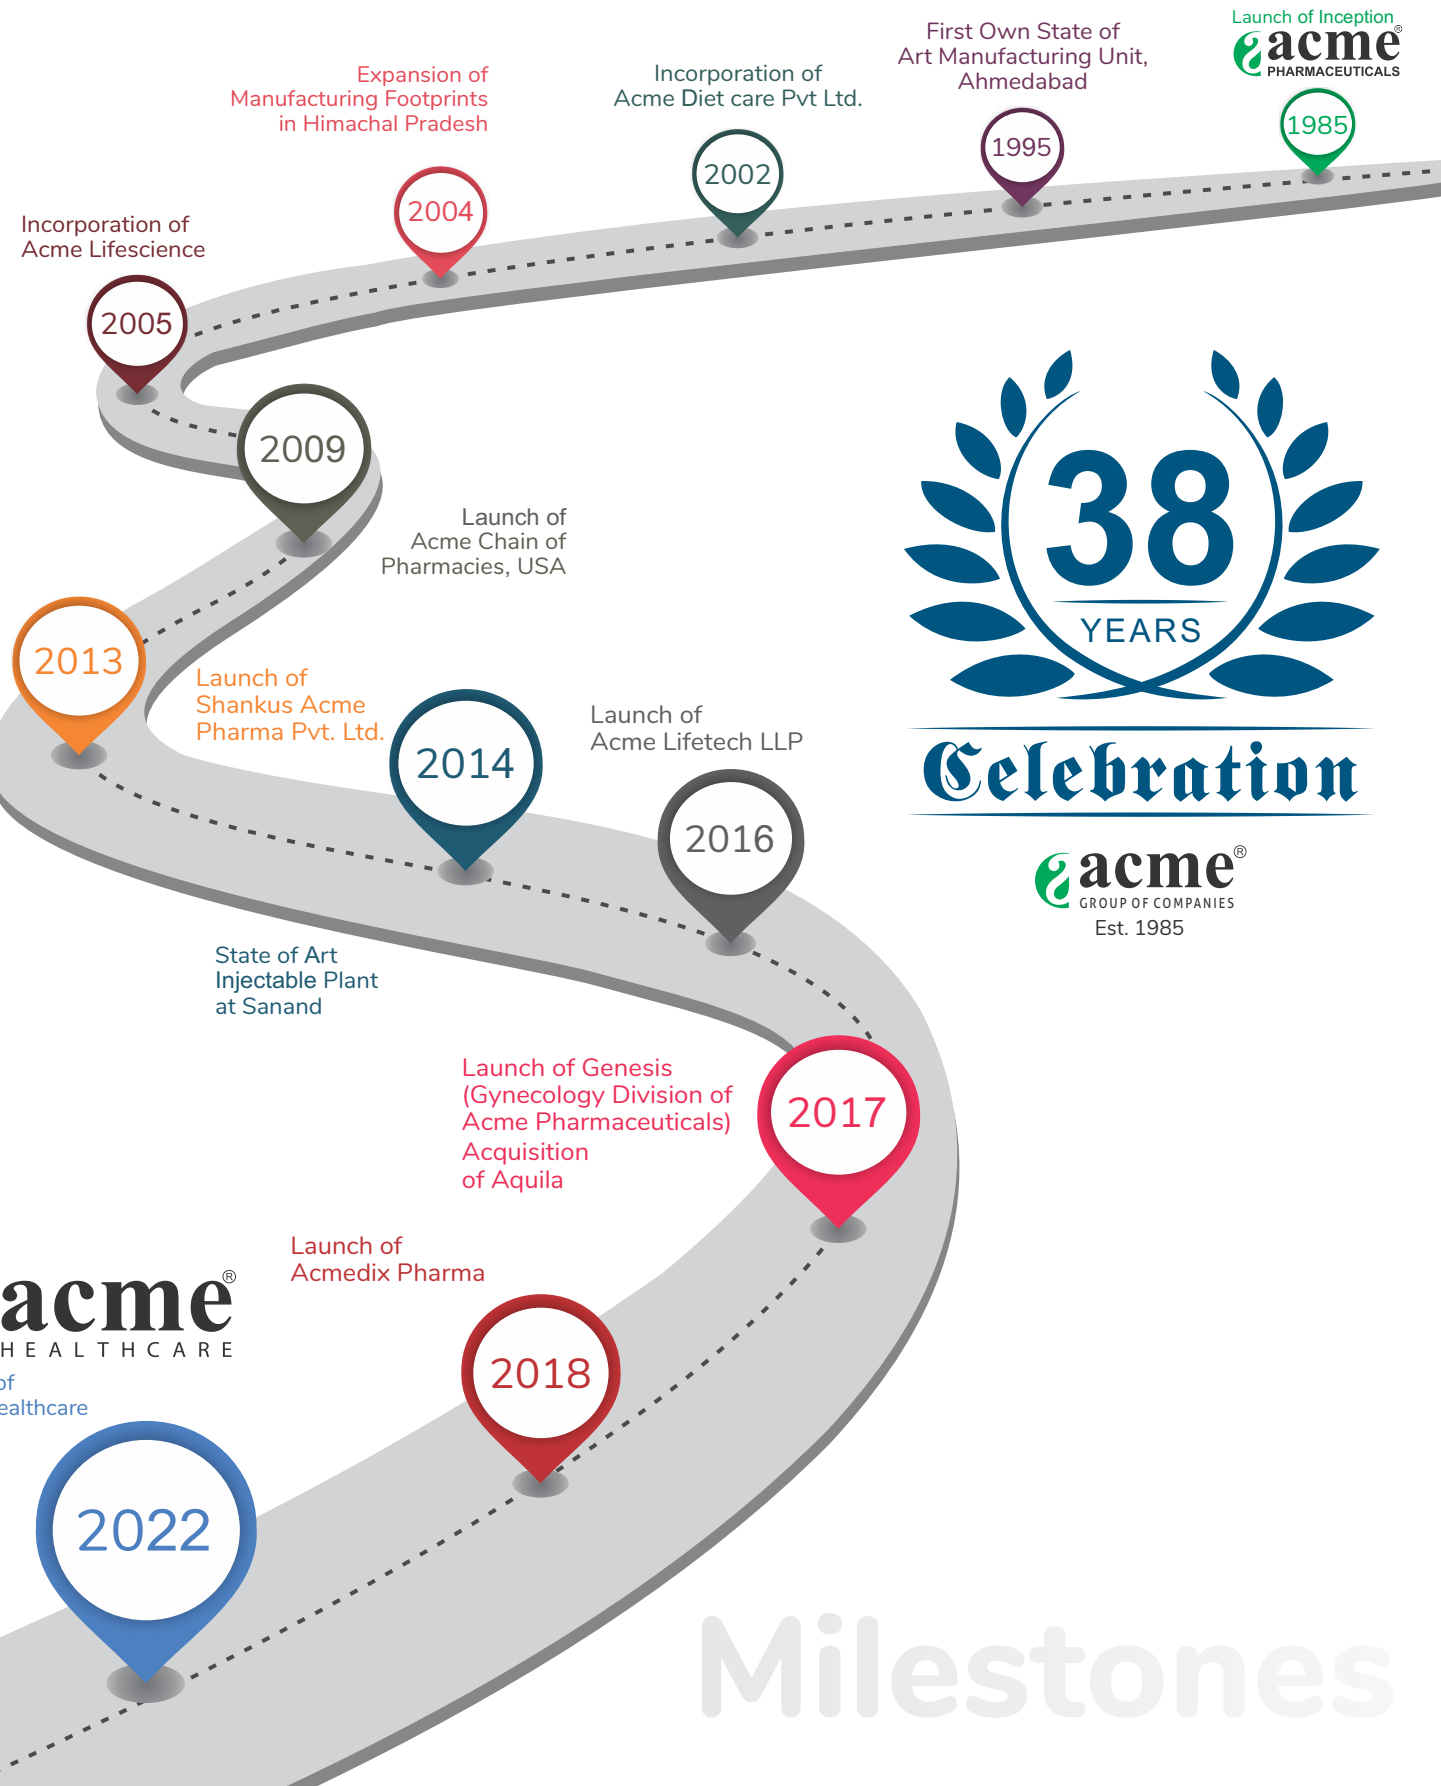 Launch of Inception
acme®
PHARMACEUTICALS
1985
First Own State of
Art Manufacturing Unit,
Ahmedabad
1995
Incorporation of
Acme Diet care Pvt Ltd.
2002
Expansion of
Manufacturing Footprints
in Himachal Pradesh
2004
Incorporation of
Acme Lifescience
2005
2009
Launch of
Acme Chain of
Pharmacies, USA
38
YEARS
Celebration
acme®
GROUP OF COMPANIES
Est. 1985
2013
Launch of
Shankus Acme
Pharma Pvt. Ltd.
2014
State of Art
Injectable Plant
at Sanand
Launch of
Acme Lifetech LLP
2016
Launch of Genesis
(Gynecology Division of
Acme Pharmaceuticals)
Acquisition
of Aquila
2017
Launch of
Acmedix Pharma
2018
acme®
HEALTHCARE
of
ealthcare
2022
Milestones